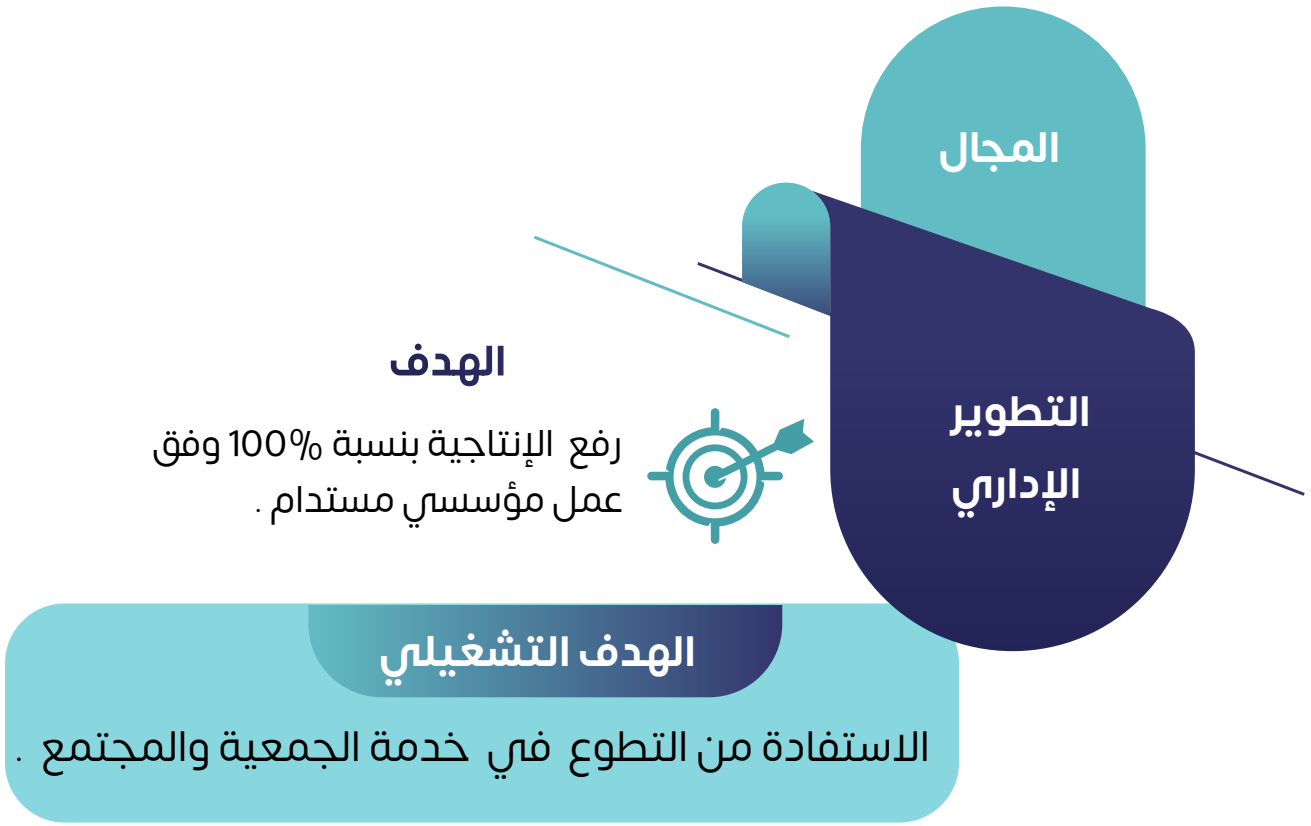 المجال
التطوير
الإداري
الهدف
رفع الإنتاجية بنسبة 100% وفق
عمل مؤسسي مستدام .
الهدف التشغيلي
الاستفادة من التطوع في خدمة الجمعية والمجتمع .